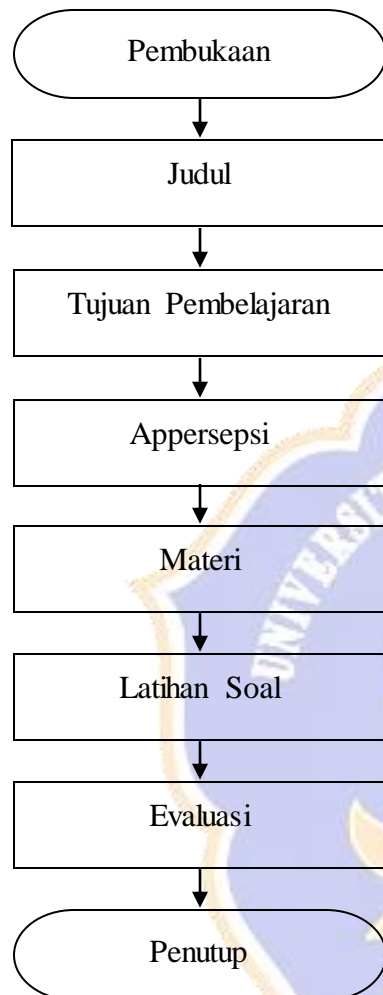 Pembukaan
Judul
Tujuan Pembelajaran
Appersepsi
Materi
Latihan Soal
Evaluasi
Penutup